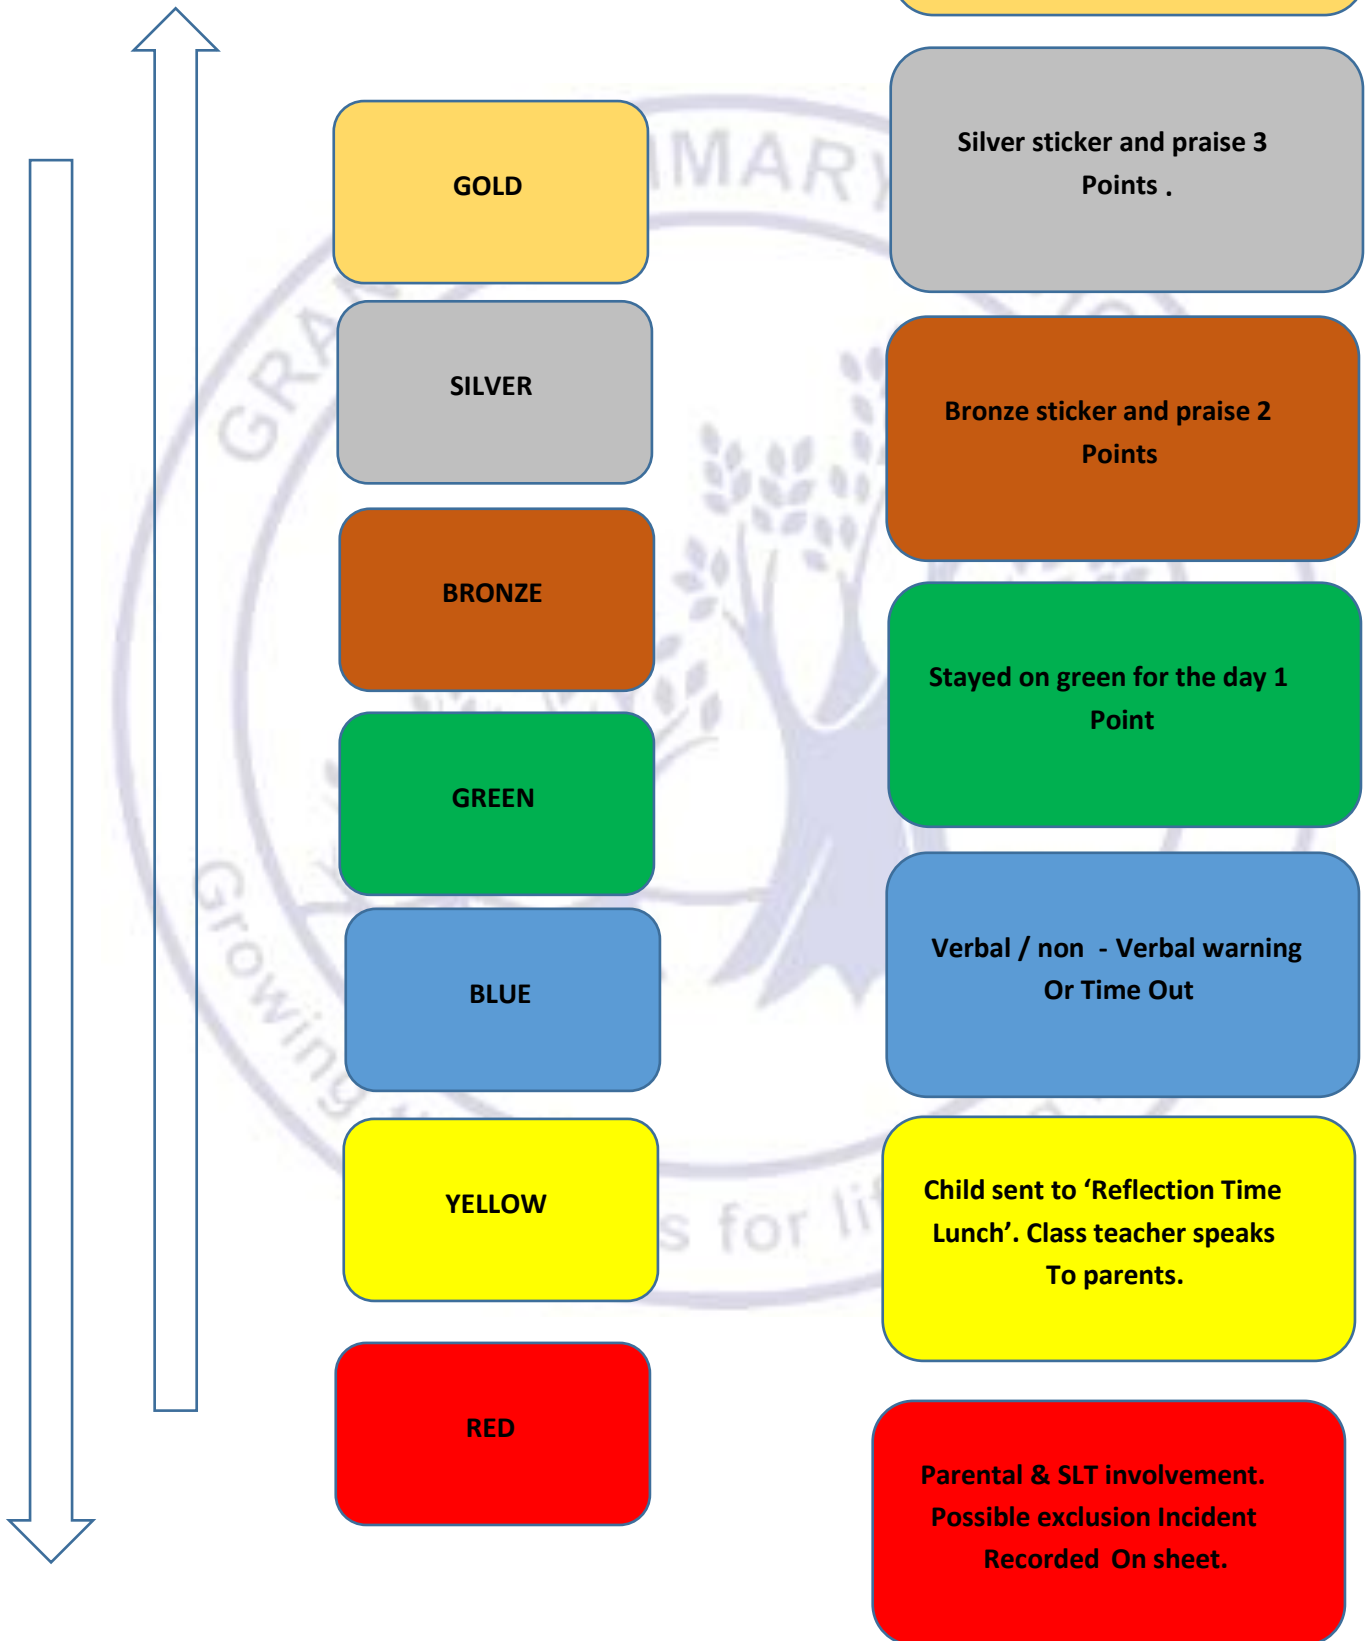 GOLD
SILVER
BRONZE
GREEN
BLUE
YELLOW
RED
Silver sticker and praise 3
Points .
Bronze sticker and praise 2
Points
Stayed on green for the day 1
Point
Verbal / non - Verbal warning
Or Time Out
Child sent to ‘Reflection Time
Lunch’. Class teacher speaks
To parents.
Parental & SLT involvement.
Possible exclusion Incident
Recorded On sheet.
Growing
for